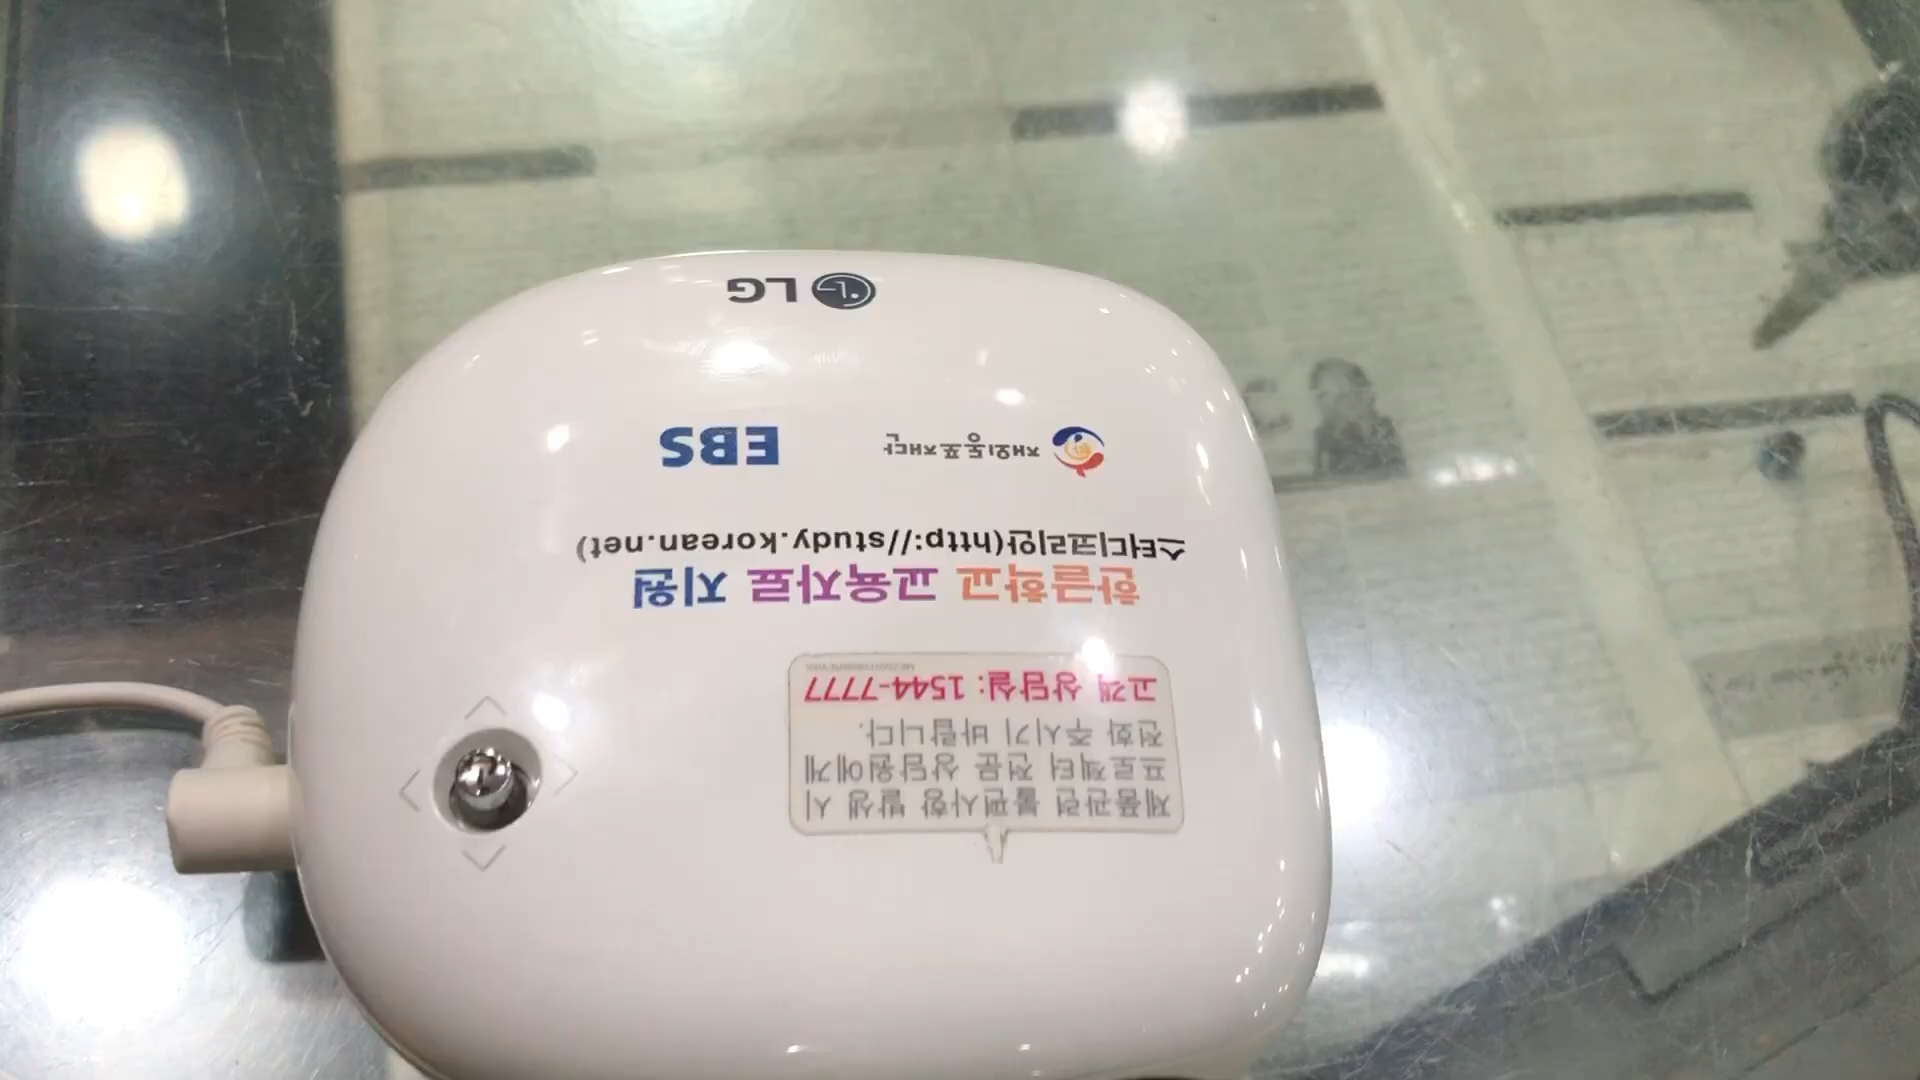 제품관련 불편사항 발생 시
프로젝터 전문 상담원에게
전화 주시기 바랍니다.
고객 상담실: 1544-7777
한글학교 교육자료 지원
스터디코리안(http://study.korean.net)
재외동포재단 EBS
LG